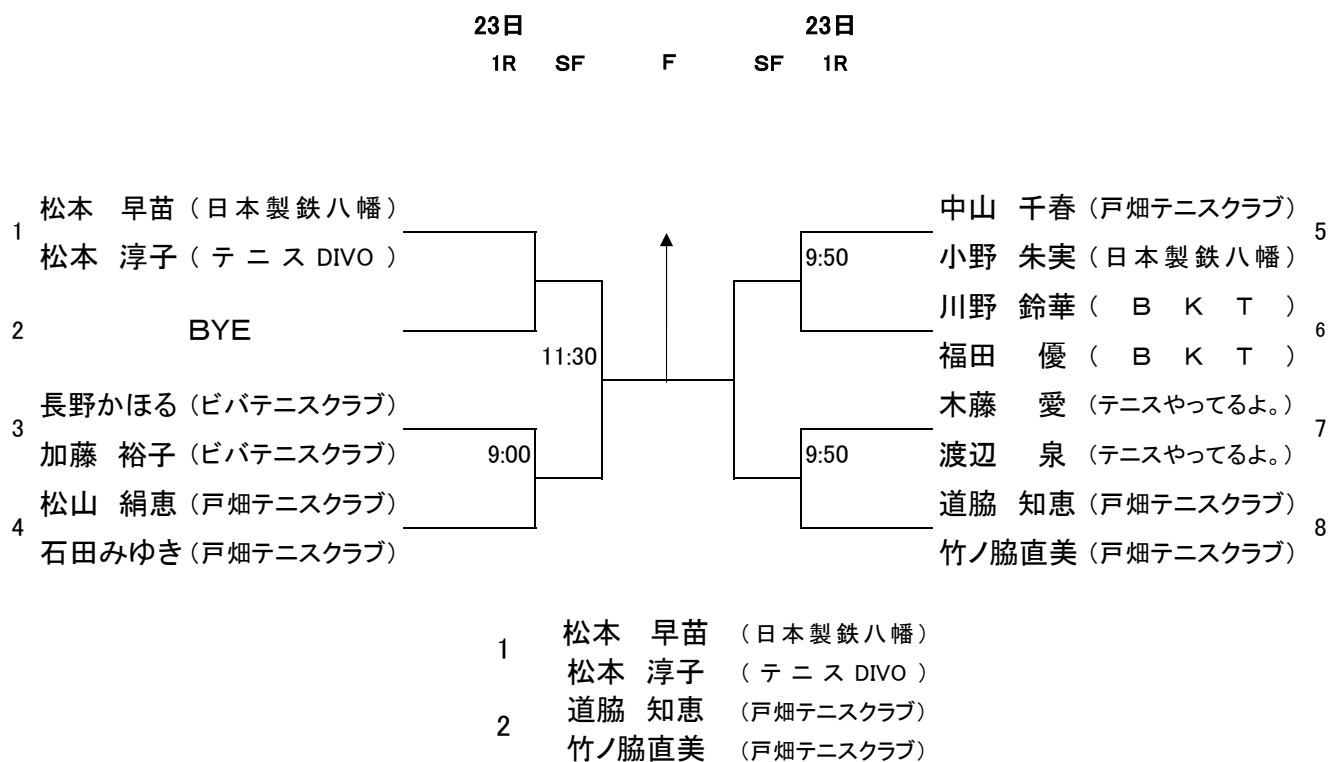 23日 23日
1R SF F SF 1R
1 松本 早苗 (日本製鉄八幡)
松本 淳子 (テニスDIVO)
2 BYE
11:30
3 長野かほる (ビバテニスクラブ)
加藤 裕子 (ビバテニスクラブ)
9:00
4 松山 絹恵 (戸畑テニスクラブ)
石田みゆき (戸畑テニスクラブ)
中山 千春 (戸畑テニスクラブ) 5
小野 朱実 (日本製鉄八幡)
9:50
川野 鈴華 (BKT) 6
福田 優 (BKT)
木藤 愛 (テニスやってるよ。) 7
渡辺 泉 (テニスやってるよ。)
9:50
道脇 知恵 (戸畑テニスクラブ) 8
竹ノ脇直美 (戸畑テニスクラブ)
1 松本 早苗 (日本製鉄八幡)
松本 淳子 (テニスDIVO)
2 道脇 知恵 (戸畑テニスクラブ)
竹ノ脇直美 (戸畑テニスクラブ)